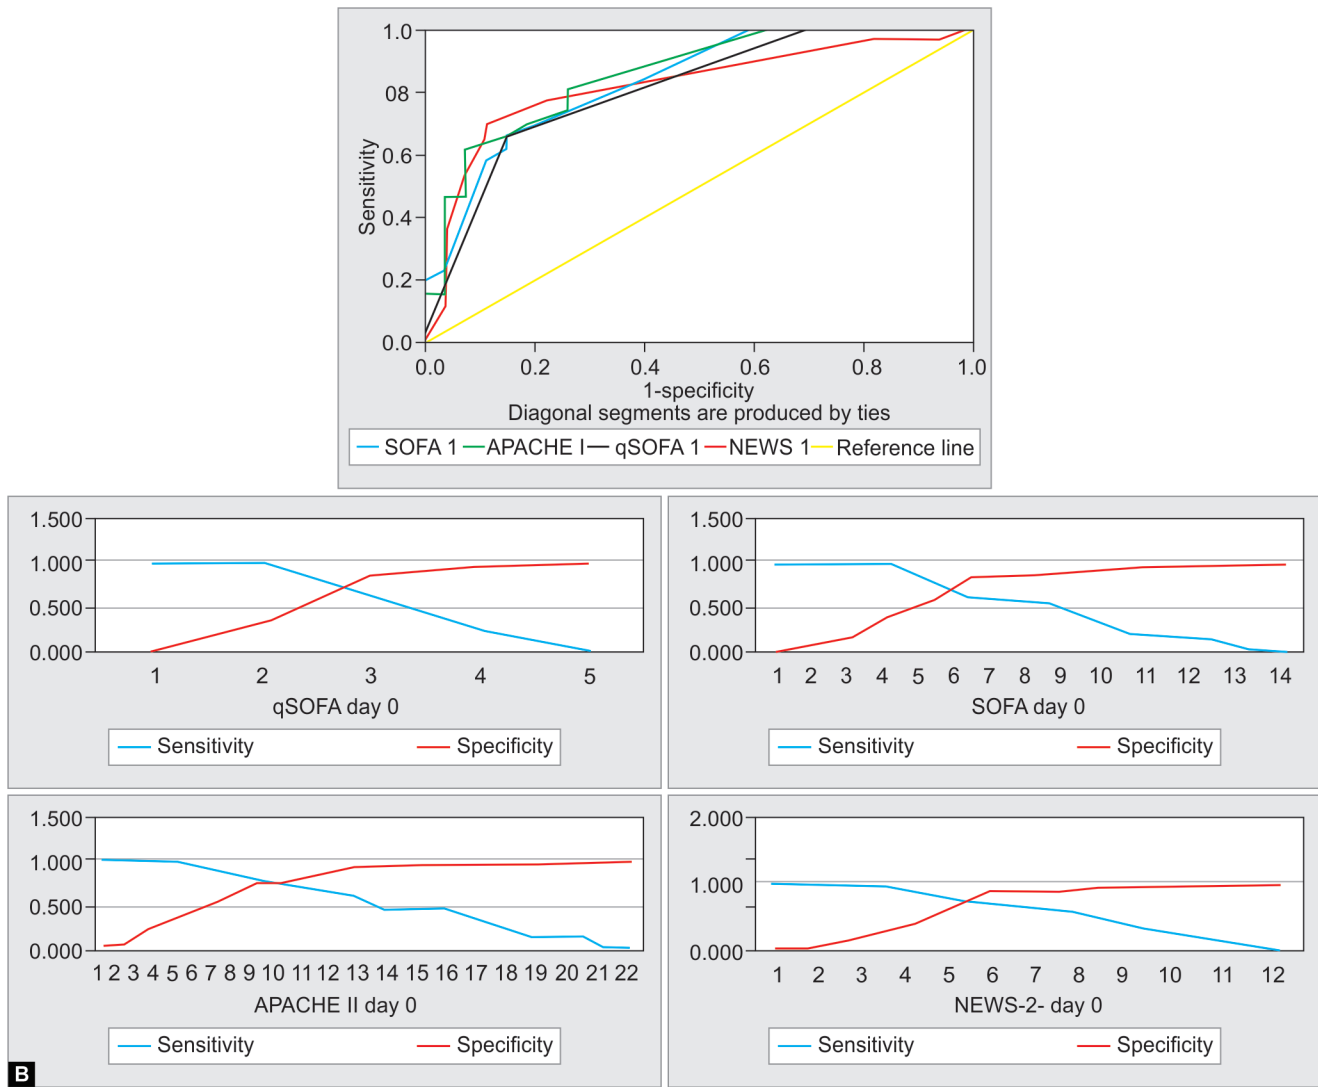 1.0
08
0.6
0.4
0.2
0.0
Sensitivity
0.0 0.2 0.4 0.6 0.8 1.0
1-specificity
Diagonal segments are produced by ties
SOFA 1 APACHE I qSOFA 1 NEWS 1 Reference line
1.500
1.000
0.500
0.000
1 2 3 4 5
qSOFA day 0
Sensitivity Specificity
1.500
1.000
0.500
0.000
1 2 3 4 5 6 7 8 9 10 11 12 13 14
SOFA day 0
Sensitivity Specificity
1.500
1.000
0.500
0.000
1 2 3 4 5 6 7 8 9 10 11 12 13 14 15 16 17 18 19 20 21 22
APACHE II day 0
Sensitivity Specificity
2.000
1.000
0.000
1 2 3 4 5 6 7 8 9 10 11 12
NEWS-2- day 0
Sensitivity Specificity
B